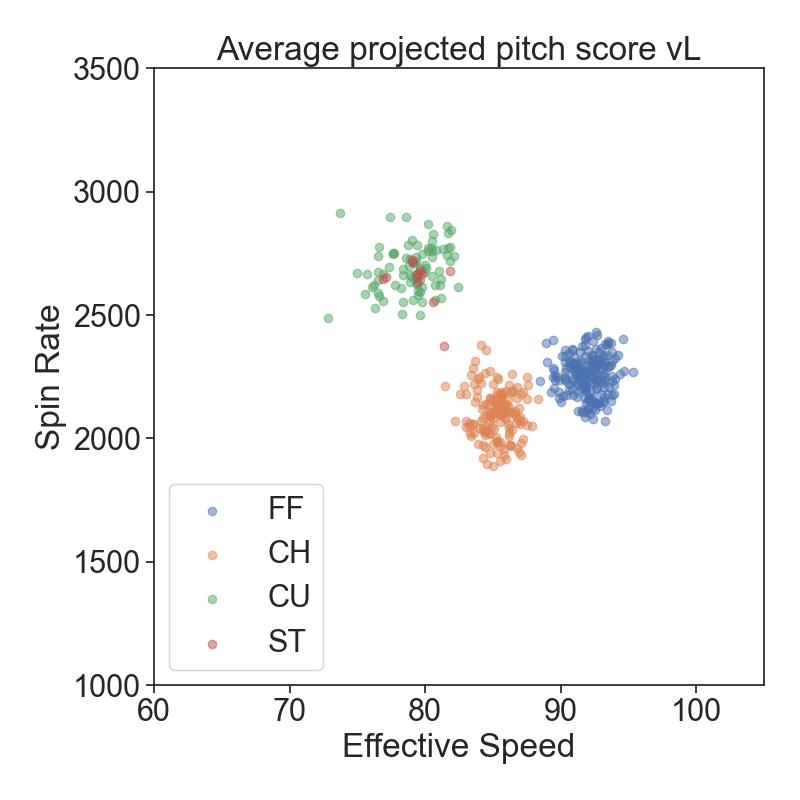 Average projected pitch score vL
3500
3000
2500
2000
1500
1000
Spin Rate
FF
CH
CU
ST
60 70 80 90 100
Effective Speed